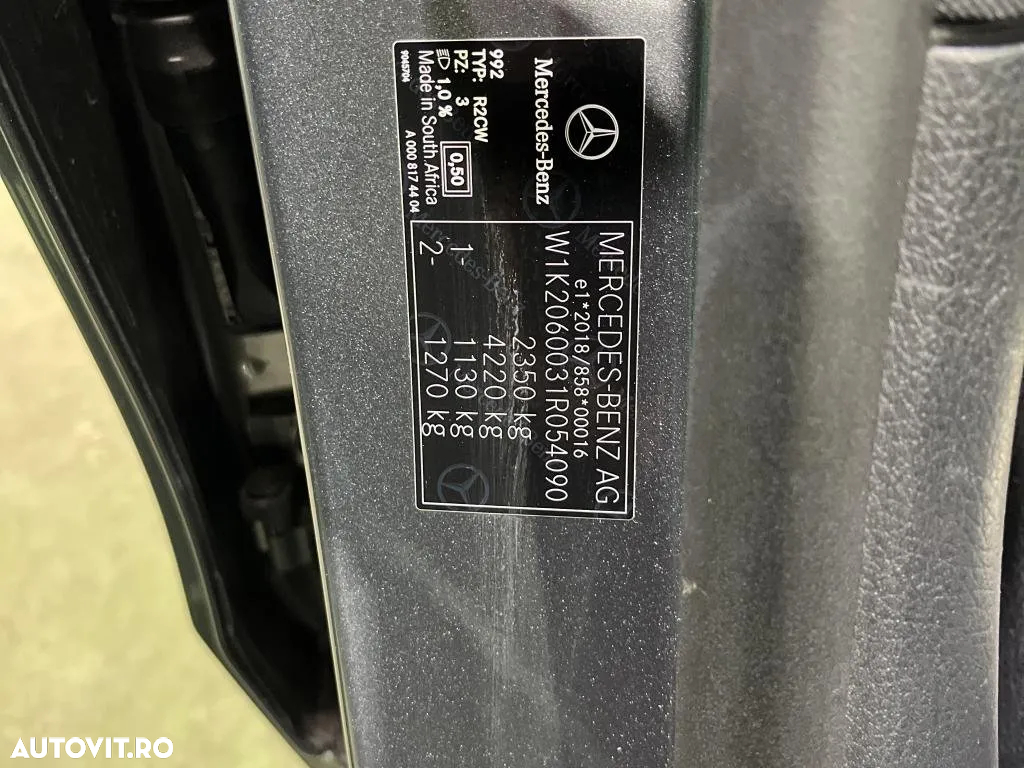 Mercedes-Benz
992
TYP: R2CW
PZ: 3
1,0 %
0,50
Made in South Africa
A 000 817 44 04
9045704
MERCEDES-BENZ AG
e1*2018/858*00016
W1K2060031R054090
2350 kg
4220 kg
1- 1130 kg
2- 1270 kg
AUTOVIT.RO